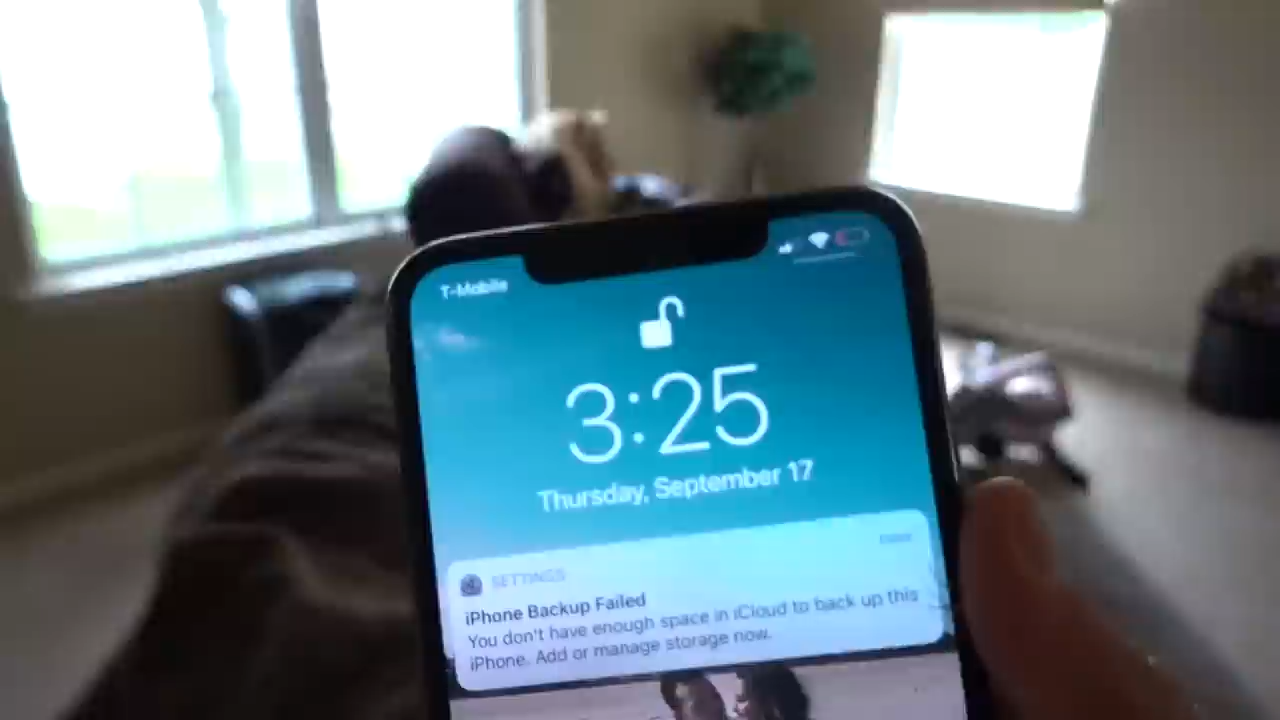 T-Mobile
3:25
Thursday, September 17
SETTINGS
iPhone Backup Failed
You don't have enough space in iCloud to back up this
iPhone. Add or manage storage now.